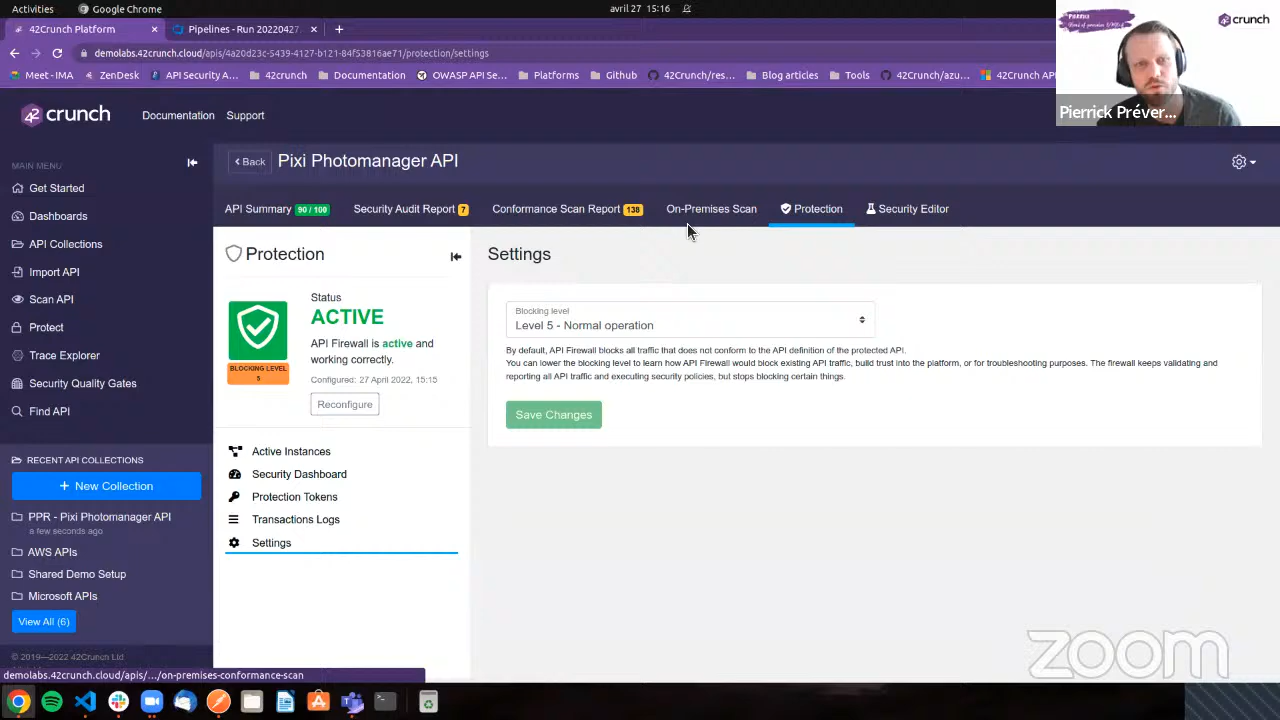 Activities
Google Chrome
avril 27 15:16
42Crunch Platform
Pipelines - Run 20220427.
demolabs.42crunch.cloud/apis/4a20d23c-5439-4127-b121-84f53816ae71/protection/settings
Meet - IMA
ZenDesk
API Security A...
42crunch
Documentation
OWASP API Se...
Platforms
Github
42Crunch/res...
Blog articles
Tools
42Crunch/azu...
42Crunch API
42crunch
Pierrick Préver...
42 crunch
Documentation
Support
MAIN MENU
Get Started
Dashboards
API Collections
Import API
Scan API
Protect
Trace Explorer
Security Quality Gates
Find API
RECENT API COLLECTIONS
+ New Collection
PPR - Pixi Photomanager API
a few seconds ago
AWS APIs
Shared Demo Setup
Microsoft APIs
View All (6)
© 2019—2022 42Crunch Ltd
Back
Pixi Photomanager API
API Summary 90 / 100
Security Audit Report 7
Conformance Scan Report 138
On-Premises Scan
Protection
Security Editor
Protection
Status
ACTIVE
API Firewall is active and
working correctly.
BLOCKING LEVEL
5
Configured: 27 April 2022, 15:15
Reconfigure
Active Instances
Security Dashboard
Protection Tokens
Transactions Logs
Settings
Settings
Blocking level
Level 5 - Normal operation
By default, API Firewall blocks all traffic that does not conform to the API definition of the protected API.
You can lower the blocking level to learn how API Firewall would block existing API traffic, build trust into the platform, or for troubleshooting purposes. The firewall keeps validating and
reporting all API traffic and executing security policies, but stops blocking certain things.
Save Changes
zoom
demolabs.42crunch.cloud/apis/.../on-premises-conformance-scan